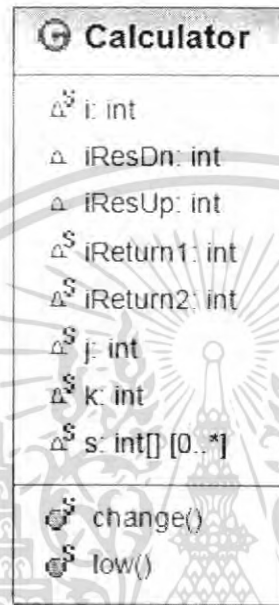 Calculator
i: int
iResDn: int
iResUp: int
iReturn1: int
iReturn2: int
j: int
k: int
s: int[] [0..*]
change()
low()